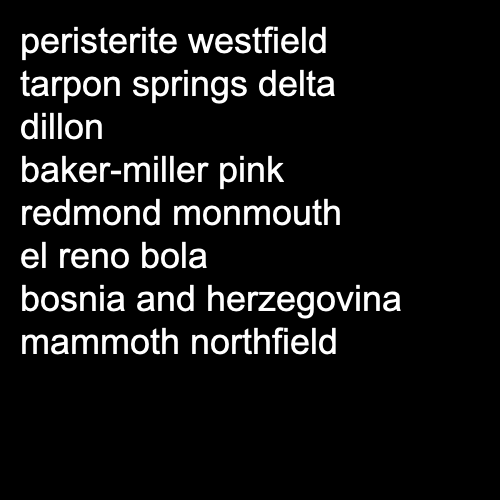 peristerite westfield
tarpon springs delta
dillon
baker-miller pink
redmond monmouth
el reno bola
bosnia and herzegovina
mammoth northfield